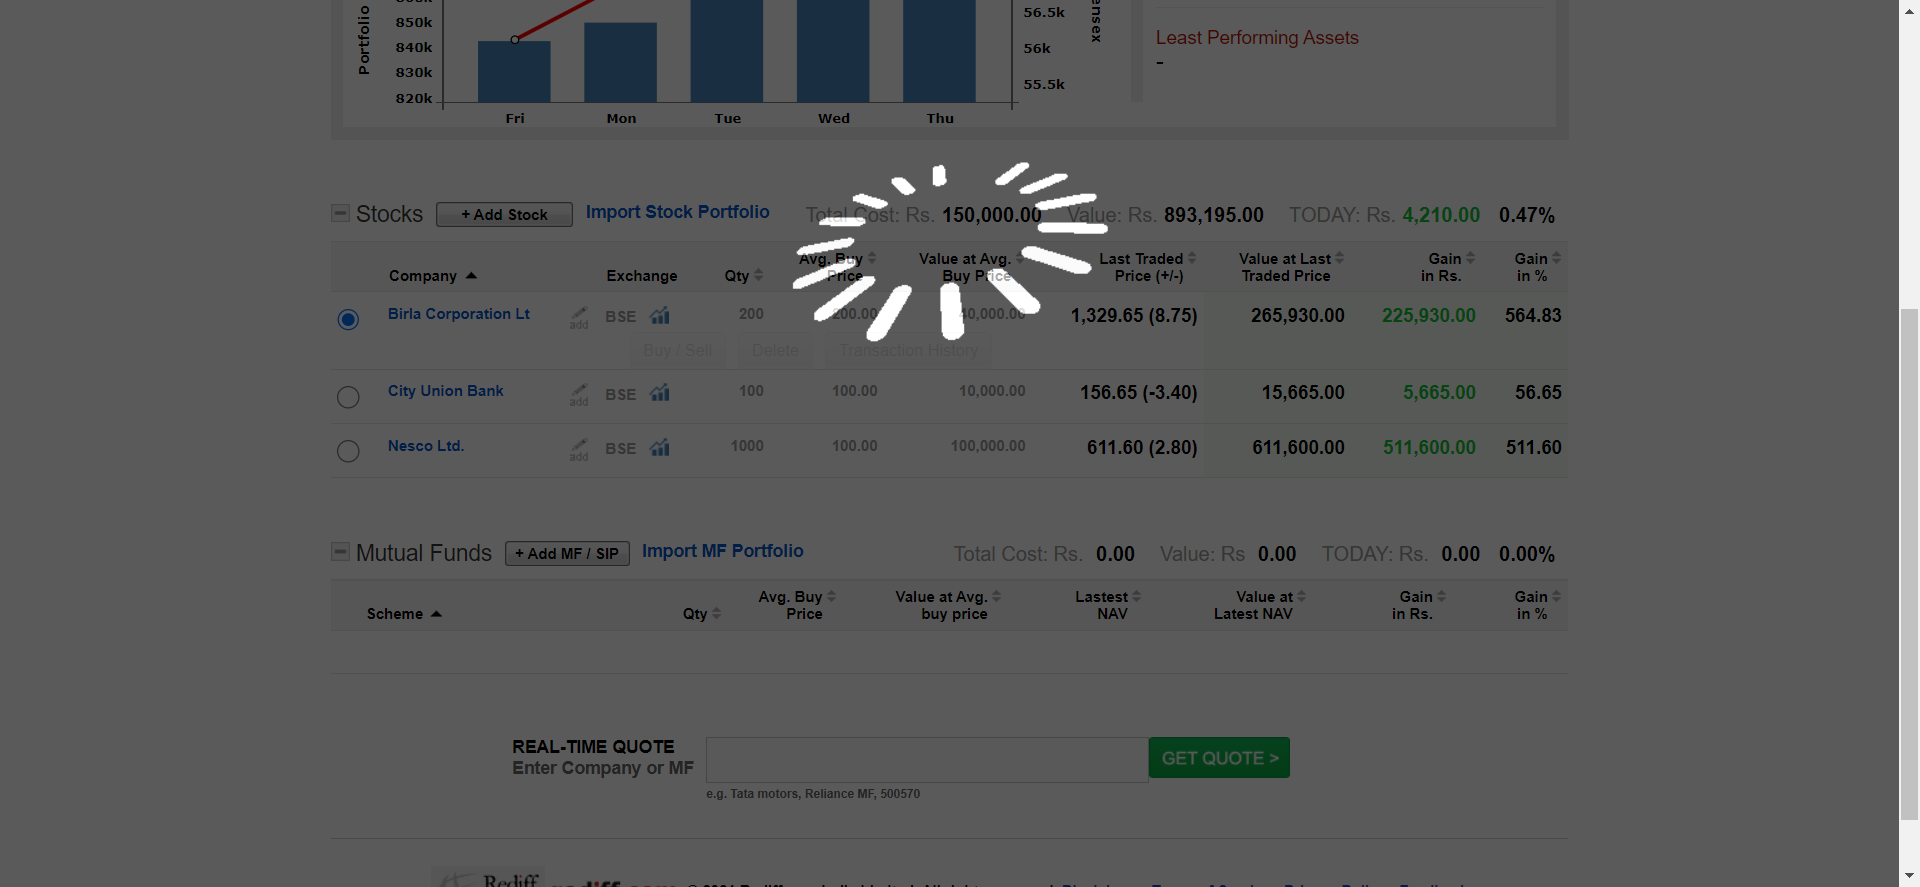 Portfolio
850k
840k
830k
820k
56.5k
56k
55.5k
Fri Mon Tue Wed Thu
Least Performing Assets
-
Stocks + Add Stock Import Stock Portfolio Total Cost: Rs. 150,000.00 Value: Rs. 893,195.00 TODAY: Rs. 4,210.00 0.47%
Company Exchange Qty Avg. Buy Price Value at Avg. Buy Price Last Traded Price (+/-) Value at Last Traded Price Gain in Rs. Gain in %
Birla Corporation Lt add BSE 200 200.00 40,000.00 1,329.65 (8.75) 265,930.00 225,930.00 564.83
Buy / Sell Delete Transaction History
City Union Bank add BSE 100 100.00 10,000.00 156.65 (-3.40) 15,665.00 5,665.00 56.65
Nesco Ltd. add BSE 1000 100.00 100,000.00 611.60 (2.80) 611,600.00 511,600.00 511.60
Mutual Funds + Add MF / SIP Import MF Portfolio Total Cost: Rs. 0.00 Value: Rs 0.00 TODAY: Rs. 0.00 0.00%
Scheme Qty Avg. Buy Price Value at Avg. buy price Lastest NAV Value at Latest NAV Gain in Rs. Gain in %
REAL-TIME QUOTE
Enter Company or MF
GET QUOTE >
e.g. Tata motors, Reliance MF, 500570
Rediff